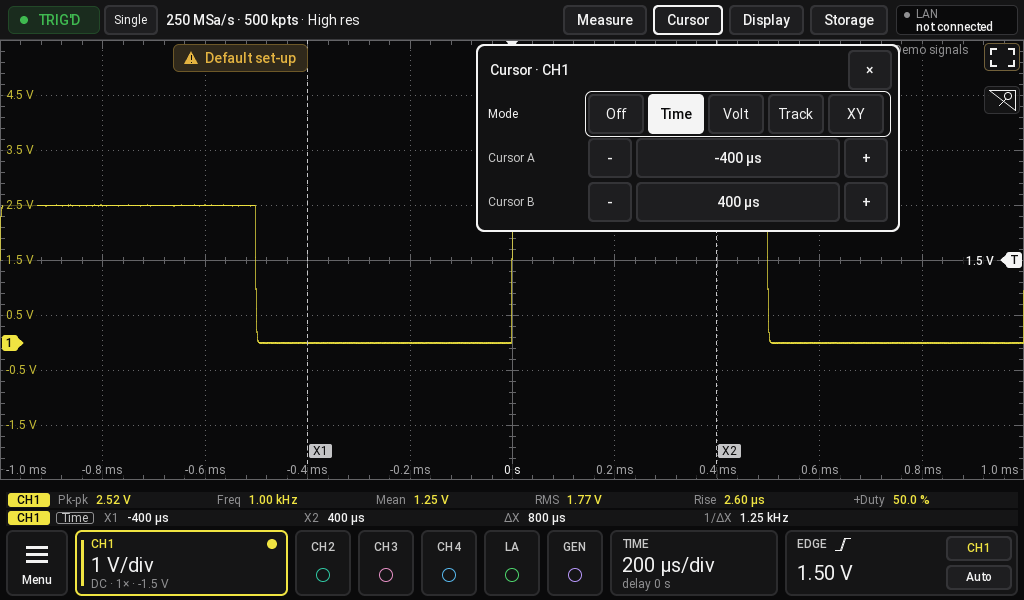 TRIG'D Single 250 MSa/s · 500 kpts · High res Measure Cursor Display Storage LAN not connected
Default set-up
emo signals
Cursor · CH1 ×
Mode Off Time Volt Track XY
Cursor A - -400 µs +
Cursor B - 400 µs +
4.5 V
3.5 V
2.5 V
1.5 V 1.5 V T
0.5 V
1
-0.5 V
-1.5 V
X1 X2
-1.0 ms -0.8 ms -0.6 ms -0.4 ms -0.2 ms 0 s 0.2 ms 0.4 ms 0.6 ms 0.8 ms 1.0 ms
CH1 Pk-pk 2.52 V Freq 1.00 kHz Mean 1.25 V RMS 1.77 V Rise 2.60 µs +Duty 50.0 %
CH1 Time X1 -400 µs X2 400 µs ΔX 800 µs 1/ΔX 1.25 kHz
Menu
CH1
1 V/div
DC · 1× · -1.5 V
CH2 CH3 CH4 LA GEN
TIME
200 µs/div
delay 0 s
EDGE CH1
1.50 V Auto